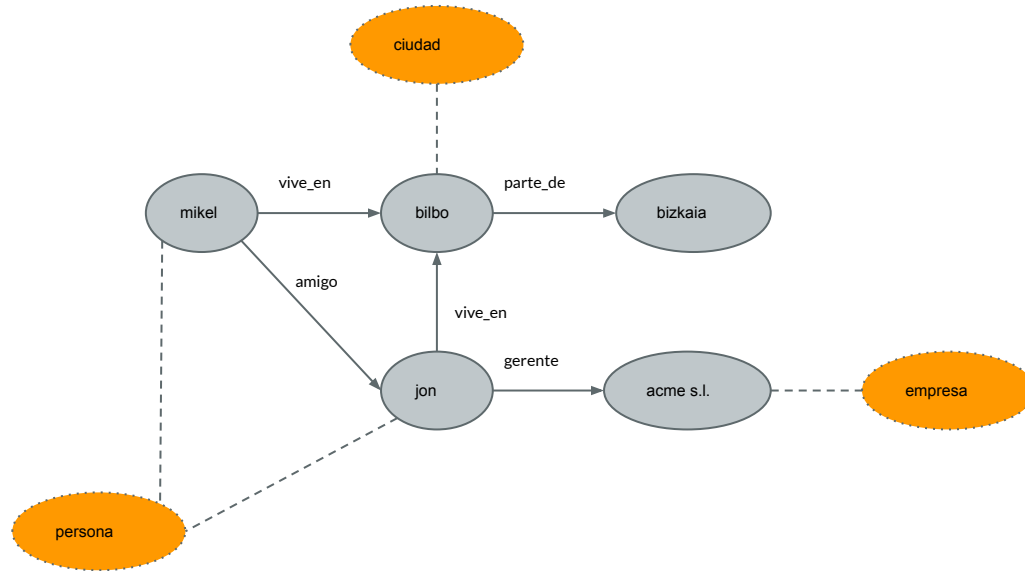 ciudad
vive_en
parte_de
mikel
bilbo
bizkaia
amigo
vive_en
gerente
jon
acme s.l.
empresa
persona